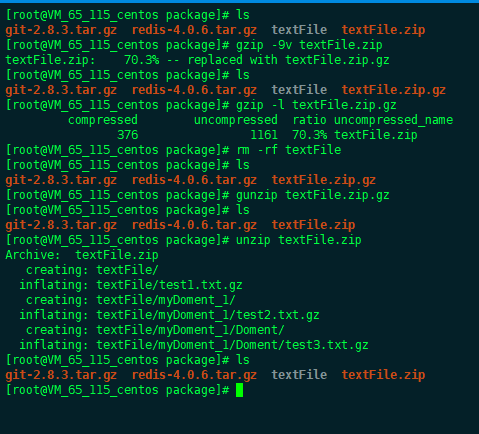 [root@VM_65_115_centos package]# ls
git-2.8.3.tar.gz  redis-4.0.6.tar.gz  textFile  textFile.zip
[root@VM_65_115_centos package]# gzip -9v textFile.zip
textFile.zip:    70.3% -- replaced with textFile.zip.gz
[root@VM_65_115_centos package]# ls
git-2.8.3.tar.gz  redis-4.0.6.tar.gz  textFile  textFile.zip.gz
[root@VM_65_115_centos package]# gzip -l textFile.zip.gz
         compressed        uncompressed  ratio uncompressed_name
                376                1161  70.3% textFile.zip
[root@VM_65_115_centos package]# rm -rf textFile
[root@VM_65_115_centos package]# ls
git-2.8.3.tar.gz  redis-4.0.6.tar.gz  textFile.zip.gz
[root@VM_65_115_centos package]# gunzip textFile.zip.gz
[root@VM_65_115_centos package]# ls
git-2.8.3.tar.gz  redis-4.0.6.tar.gz  textFile.zip
[root@VM_65_115_centos package]# unzip textFile.zip
Archive:  textFile.zip
   creating: textFile/
  inflating: textFile/test1.txt.gz
   creating: textFile/myDoment_1/
  inflating: textFile/myDoment_1/test2.txt.gz
   creating: textFile/myDoment_1/Doment/
  inflating: textFile/myDoment_1/Doment/test3.txt.gz
[root@VM_65_115_centos package]# ls
git-2.8.3.tar.gz  redis-4.0.6.tar.gz  textFile  textFile.zip
[root@VM_65_115_centos package]#